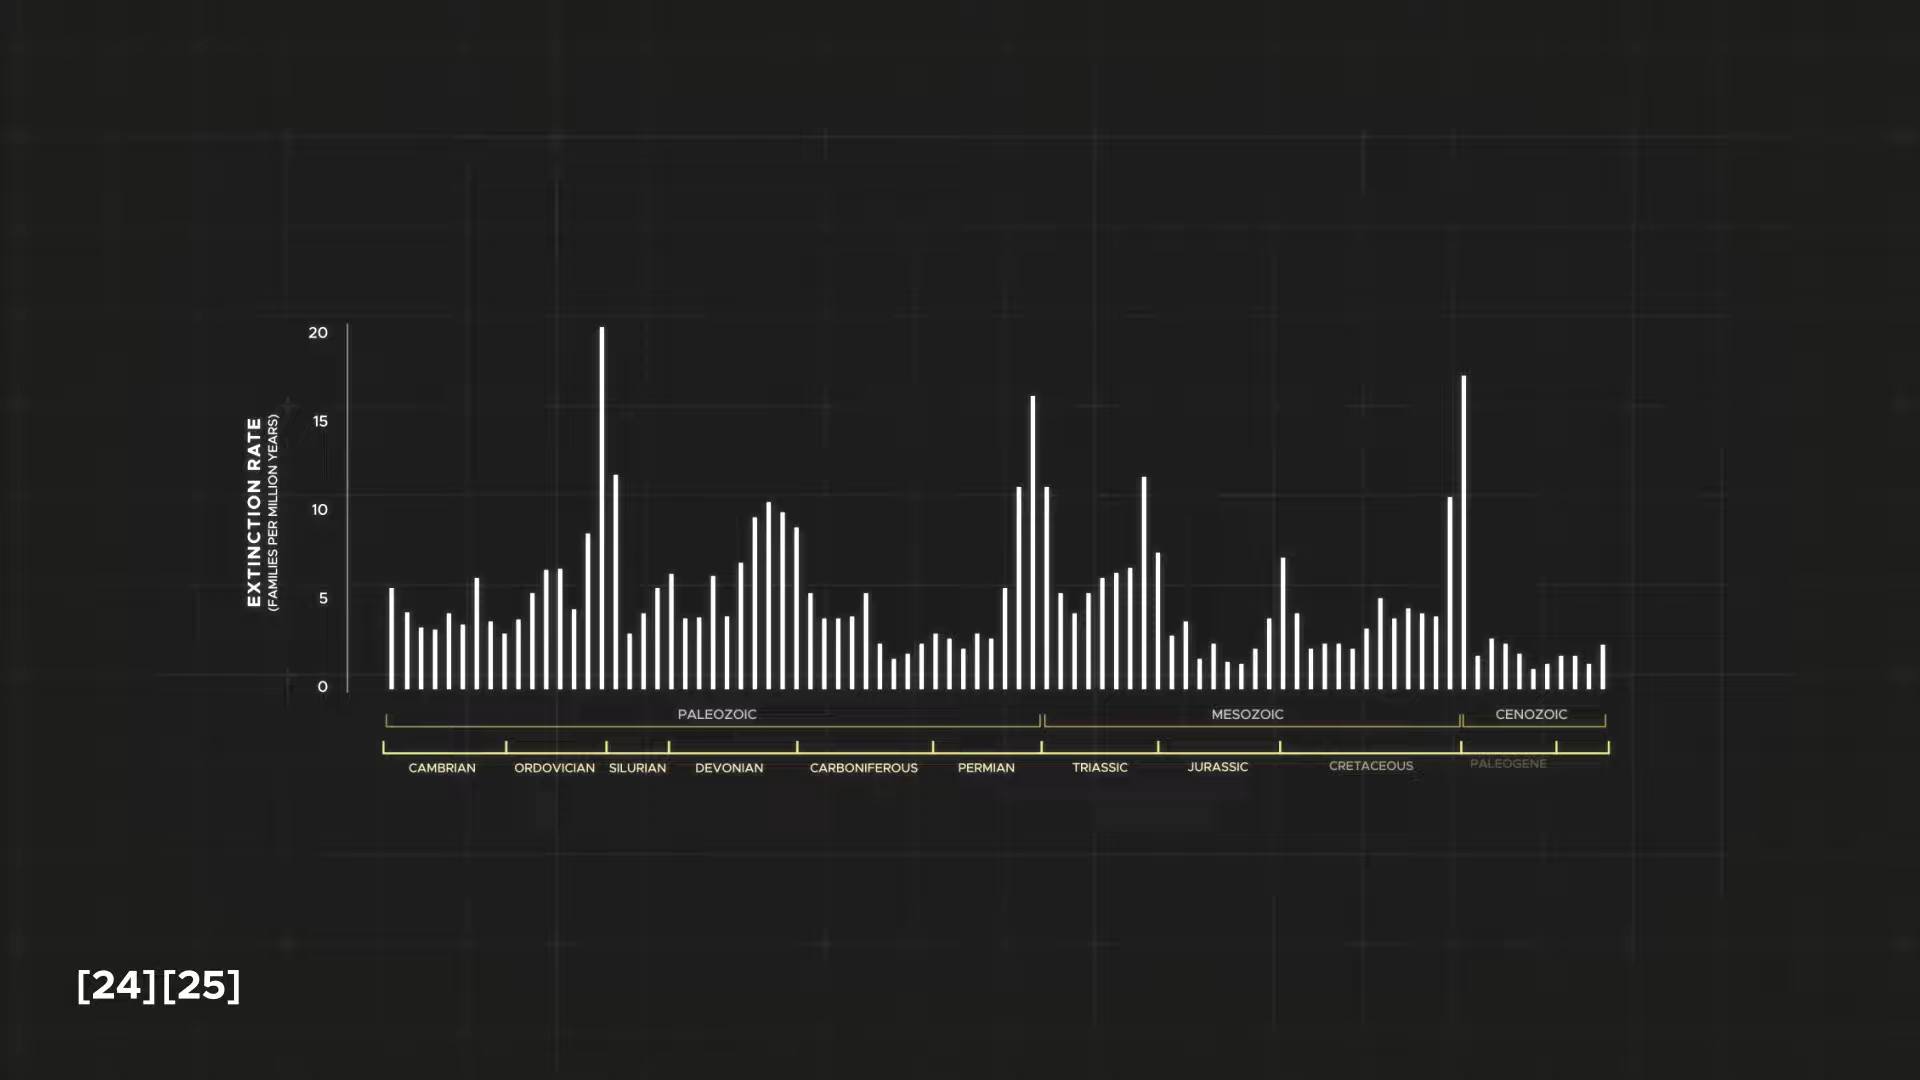 EXTINCTION RATE
(FAMILIES PER MILLION YEARS)
20
15
10
5
0
PALEOZOIC MESOZOIC CENOZOIC
CAMBRIAN ORDOVICIAN SILURIAN DEVONIAN CARBONIFEROUS PERMIAN TRIASSIC JURASSIC CRETACEOUS PALEOGENE
[24][25]